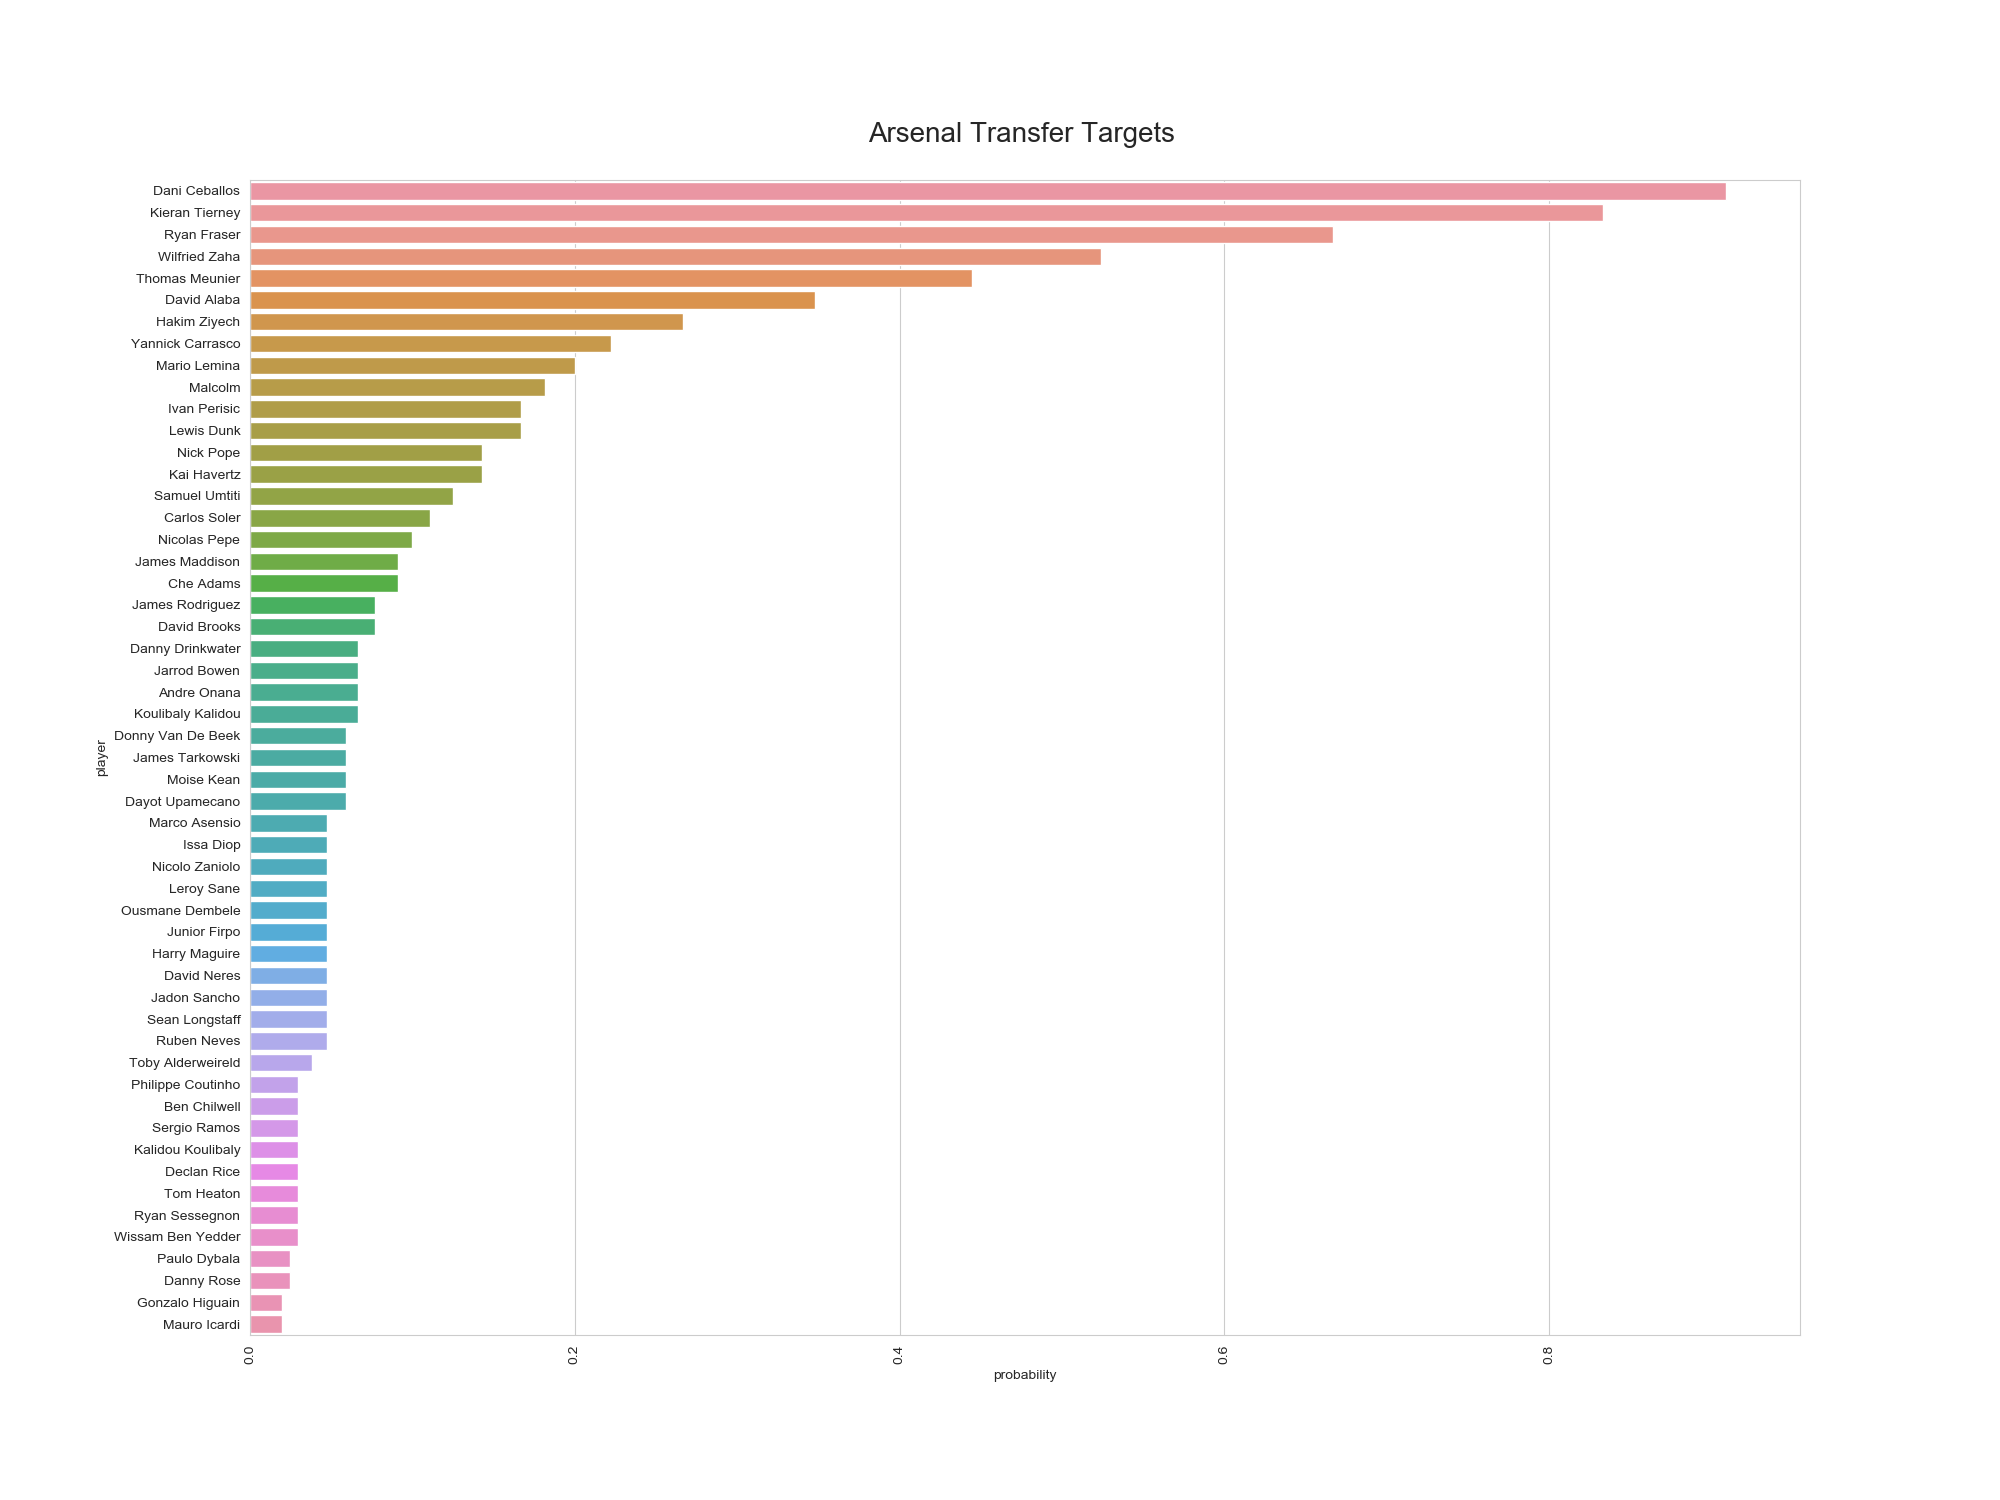 Arsenal Transfer Targets
Dani Ceballos
Kieran Tierney
Ryan Fraser
Wilfried Zaha
Thomas Meunier
David Alaba
Hakim Ziyech
Yannick Carrasco
Mario Lemina
Malcolm
Ivan Perisic
Lewis Dunk
Nick Pope
Kai Havertz
Samuel Umtiti
Carlos Soler
Nicolas Pepe
James Maddison
Che Adams
James Rodriguez
David Brooks
Danny Drinkwater
Jarrod Bowen
Andre Onana
Koulibaly Kalidou
Donny Van De Beek
James Tarkowski
Moise Kean
Dayot Upamecano
Marco Asensio
Issa Diop
Nicolo Zaniolo
Leroy Sane
Ousmane Dembele
Junior Firpo
Harry Maguire
David Neres
Jadon Sancho
Sean Longstaff
Ruben Neves
Toby Alderweireld
Philippe Coutinho
Ben Chilwell
Sergio Ramos
Kalidou Koulibaly
Declan Rice
Tom Heaton
Ryan Sessegnon
Wissam Ben Yedder
Paulo Dybala
Danny Rose
Gonzalo Higuain
Mauro Icardi
player
0.0 0.2 0.4 0.6 0.8
probability